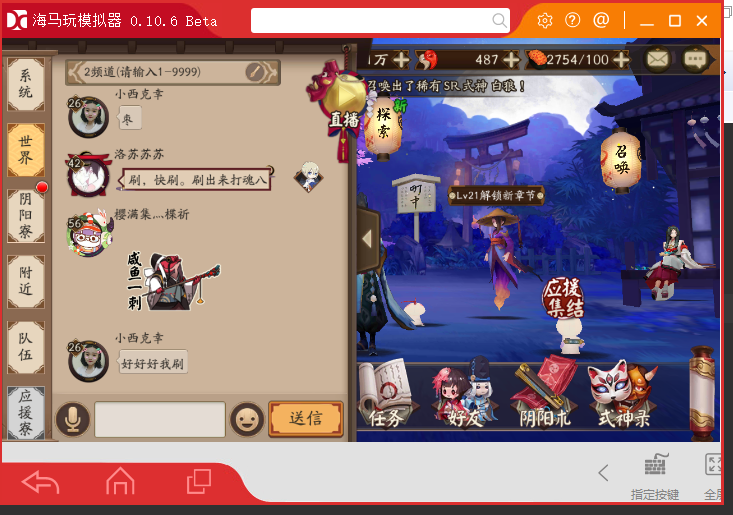 海马玩模拟器 0.10.6 Beta
系统
世界
阴阳寮
附近
队伍
应援寮
2频道(请输入1-9999)
小西克幸
26
枣
洛苏苏苏
42
刷，快刷。刷出来打魂八
樱满集灬楪祈
56
咸鱼一刺
小西克幸
26
好好好我刷
送信
直播
1万
487
2754/100
召唤出了稀有SR式神白狼！
新
探索
召唤
町中
Lv21解锁新章节
应援集结
任务
好友
阴阳术
式神录
指定按键